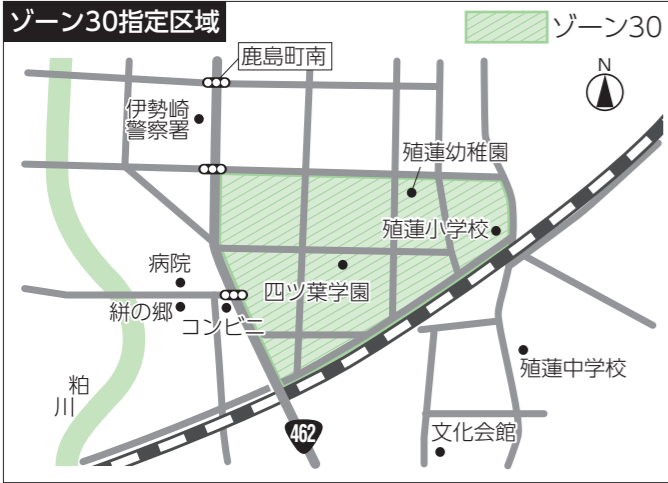 ゾーン30指定区域
ゾーン30
鹿島町南
N
伊勢崎
警察署
殖蓮幼稚園
殖蓮小学校
病院
四ツ葉学園
絣の郷
コンビニ
殖蓮中学校
粕
川
462
文化会館